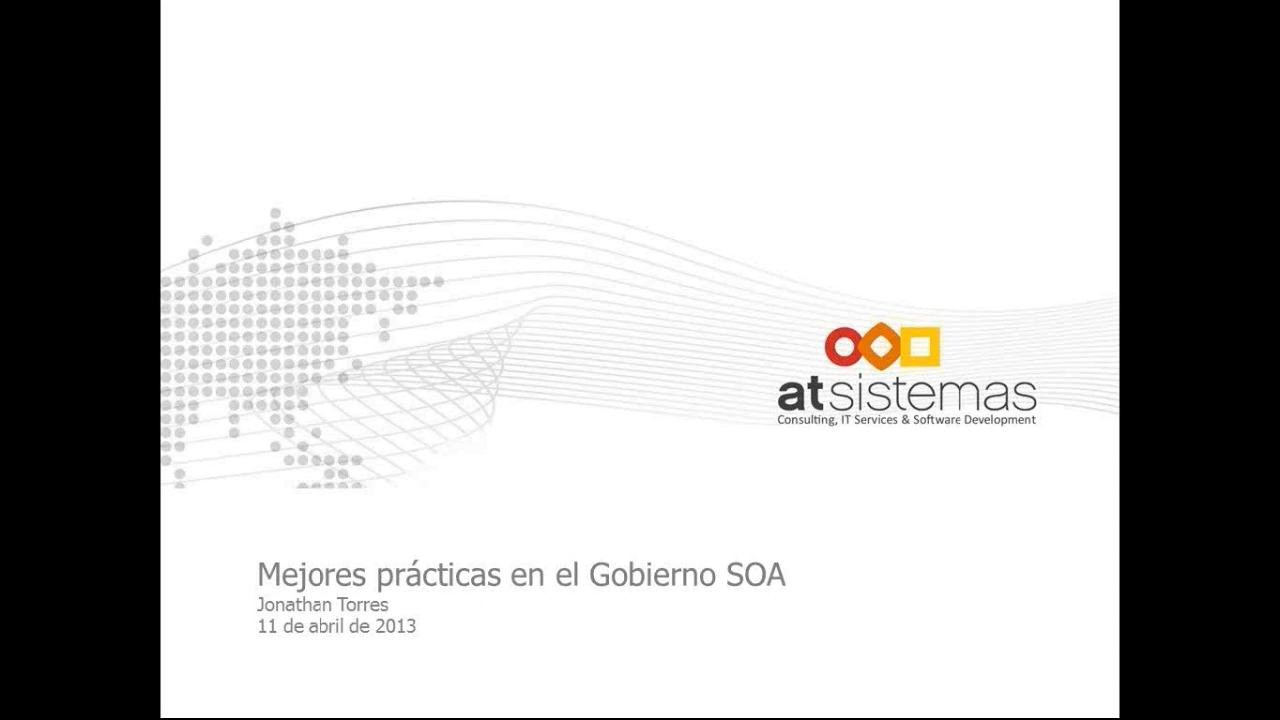 atsistemas
Consulting, IT Services & Software Development
Mejores prácticas en el Gobierno SOA
Jonathan Torres
11 de abril de 2013